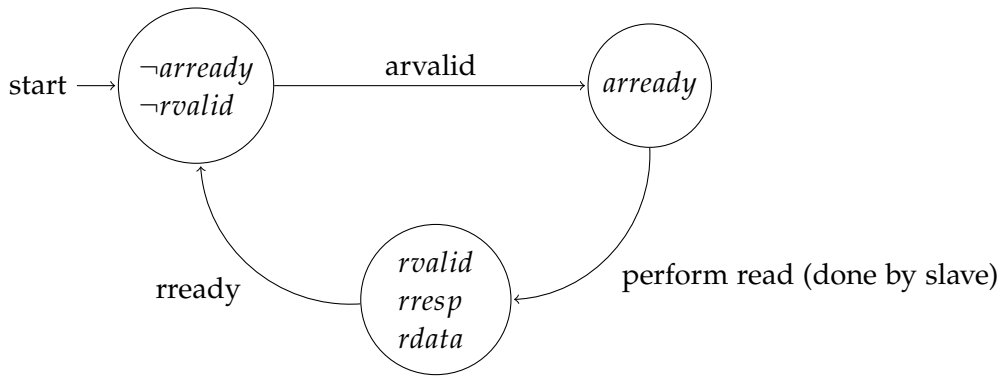 start
¬arready
¬rvalid
arvalid
arready
perform read (done by slave)
rvalid
rresp
rdata
rready